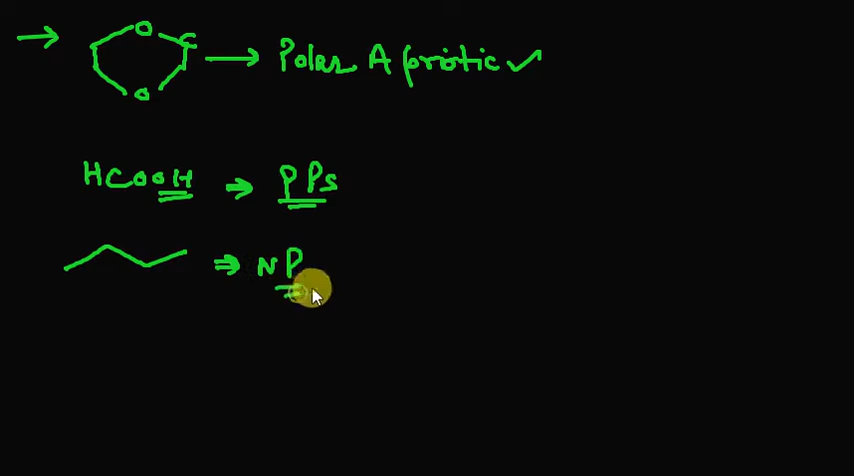 → O C O → Polar Aprotic ✓
HCOOH ⇒ PPs
⇒ NP